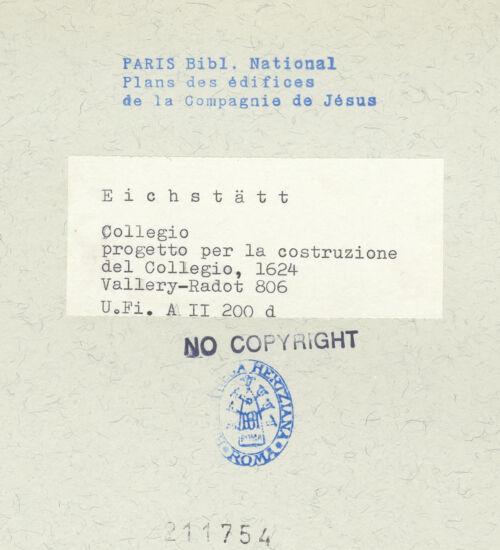 PARIS Bibl. National
Plans des édifices
de la Compagnie de Jésus
Eichstätt
Collegio
progetto per la costruzione
del Collegio, 1624
Vallery-Radot 806
U.Fi. A II 200 d
NO COPYRIGHT
HERTZIANA · ROMA
211754